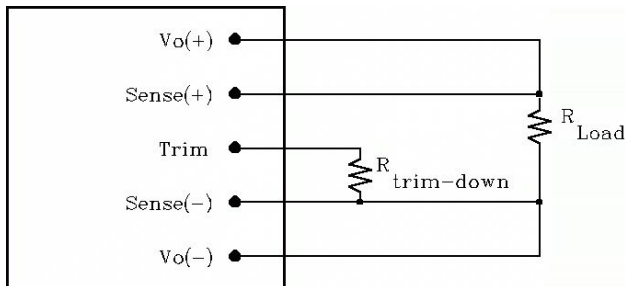 Vo(+)
Sense(+)
Trim
Sense(-)
Vo(-)
R
trim-down
R
Load